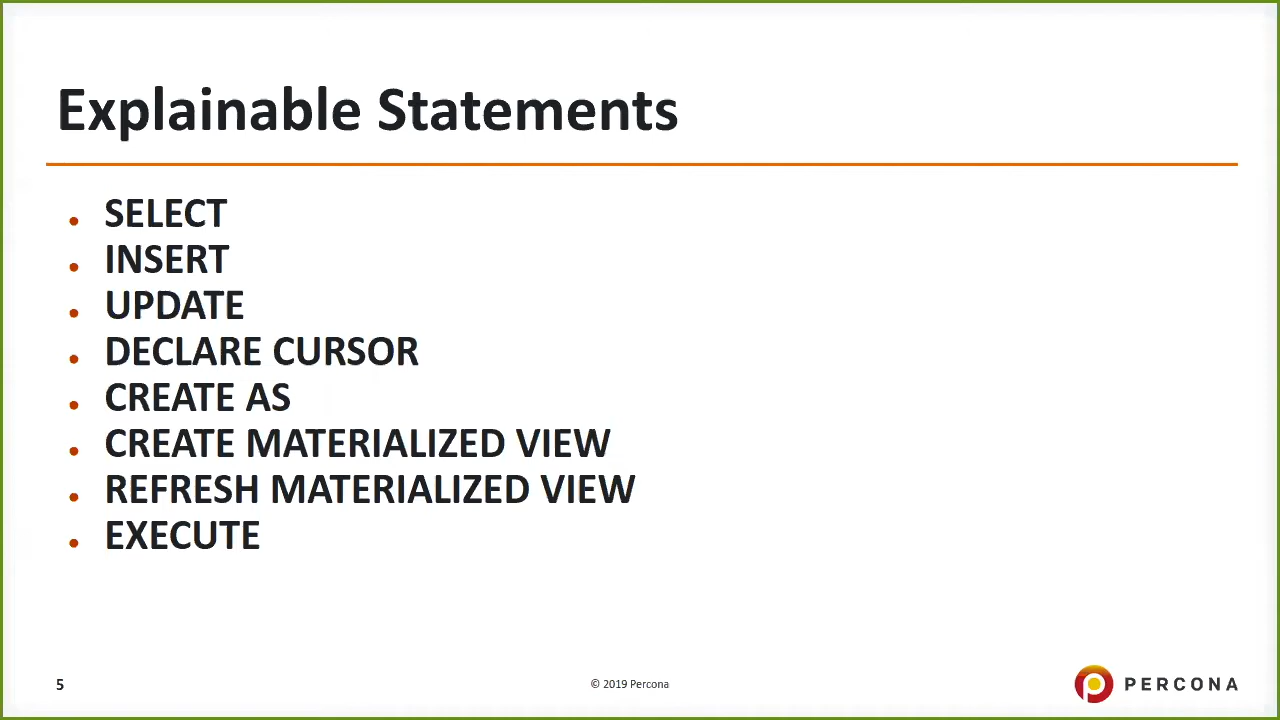 Explainable Statements
• SELECT
• INSERT
• UPDATE
• DECLARE CURSOR
• CREATE AS
• CREATE MATERIALIZED VIEW
• REFRESH MATERIALIZED VIEW
• EXECUTE
5
© 2019 Percona
PERCONA